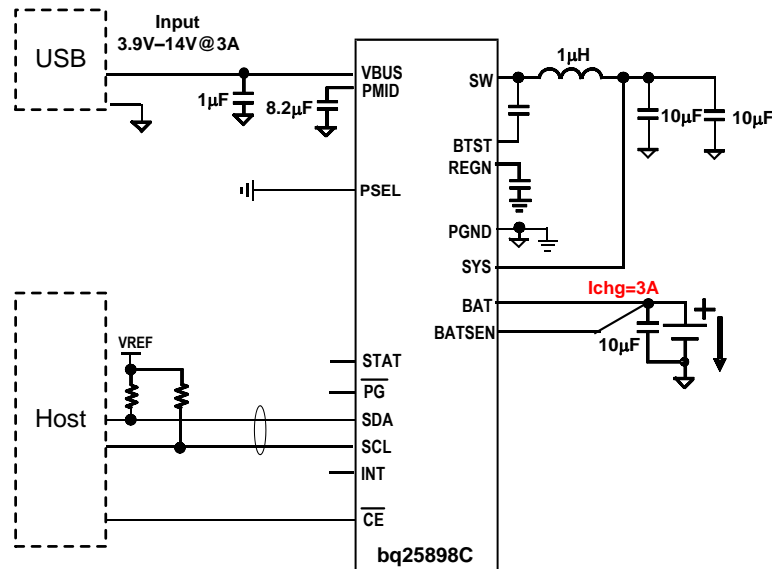 Input
3.9V–14V@3A
USB
1µF
8.2µF
VBUS
PMID
PSEL
SW
1µH
BTST
REGN
PGND
SYS
BAT
BATSEN
10µF
10µF
Ichg=3A
10µF
+
VREF
Host
STAT
PG
SDA
SCL
INT
CE
bq25898C